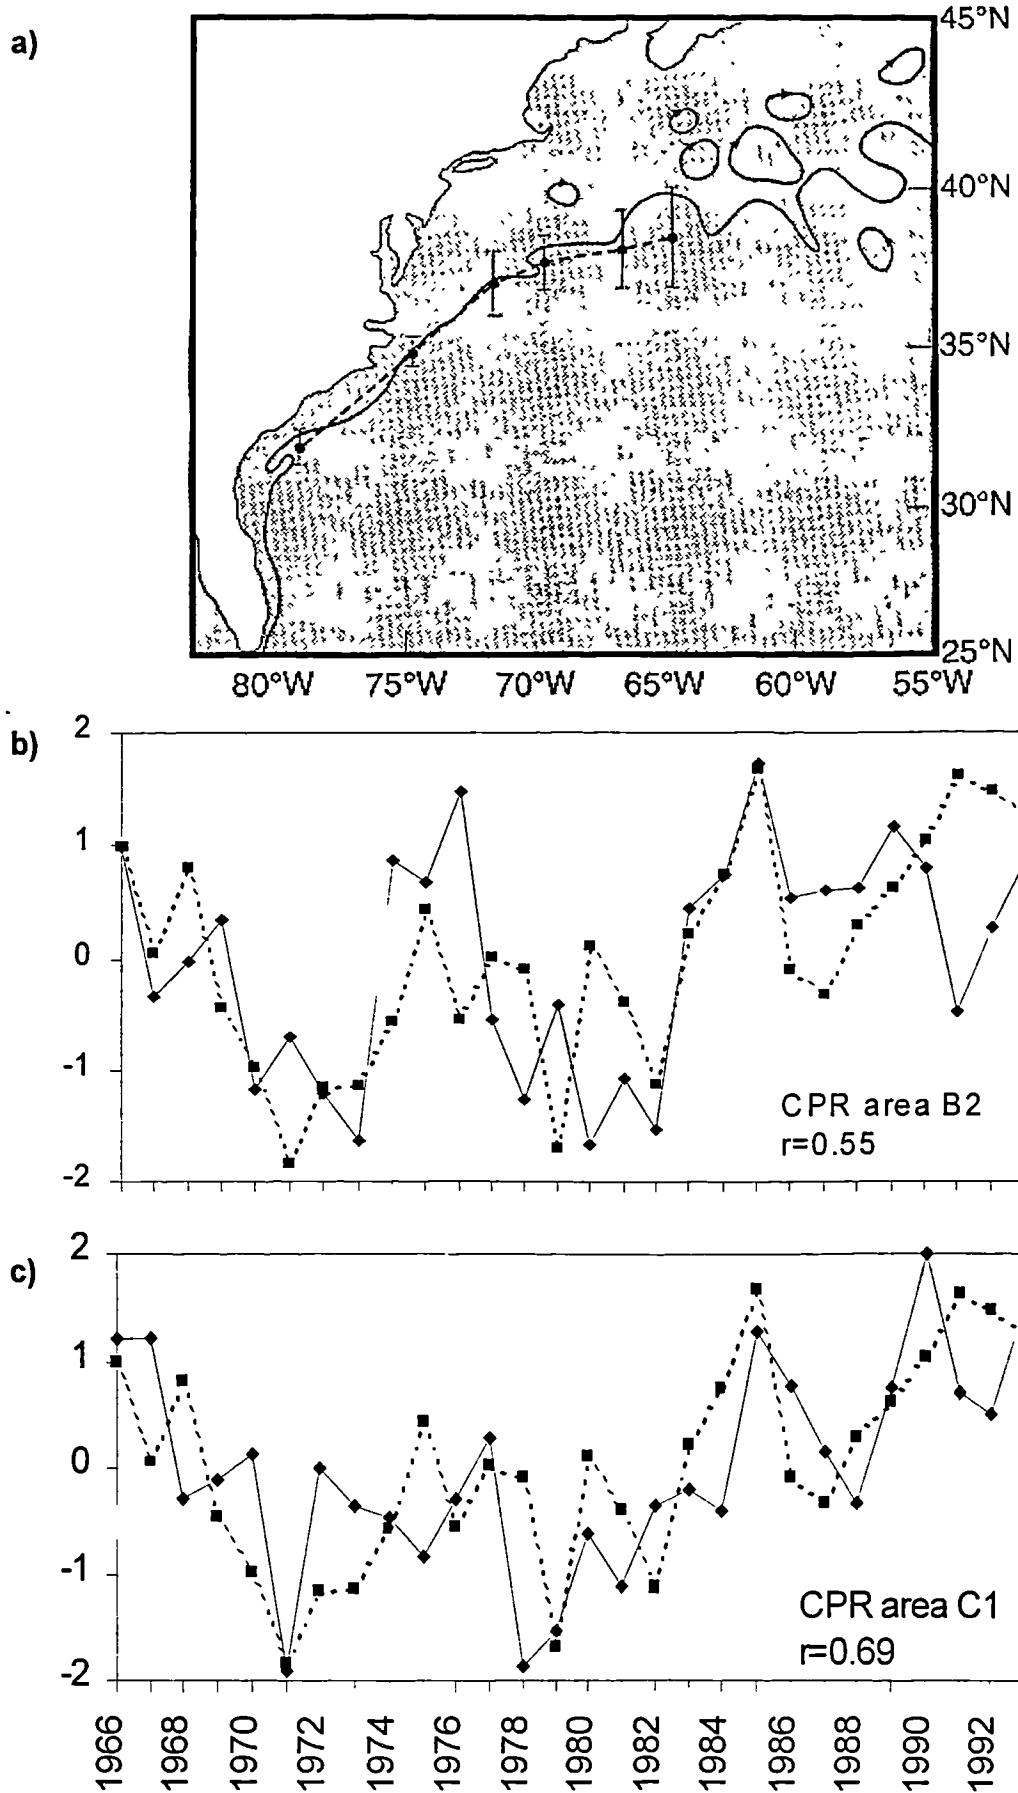 a)
45°N
40°N
35°N
30°N
25°N
80°W 75°W 70°W 65°W 60°W 55°W
b)
2
1
0
-1
-2
CPR area B2
r=0.55
c)
2
1
0
-1
-2
CPR area C1
r=0.69
1966 1968 1970 1972 1974 1976 1978 1980 1982 1984 1986 1988 1990 1992